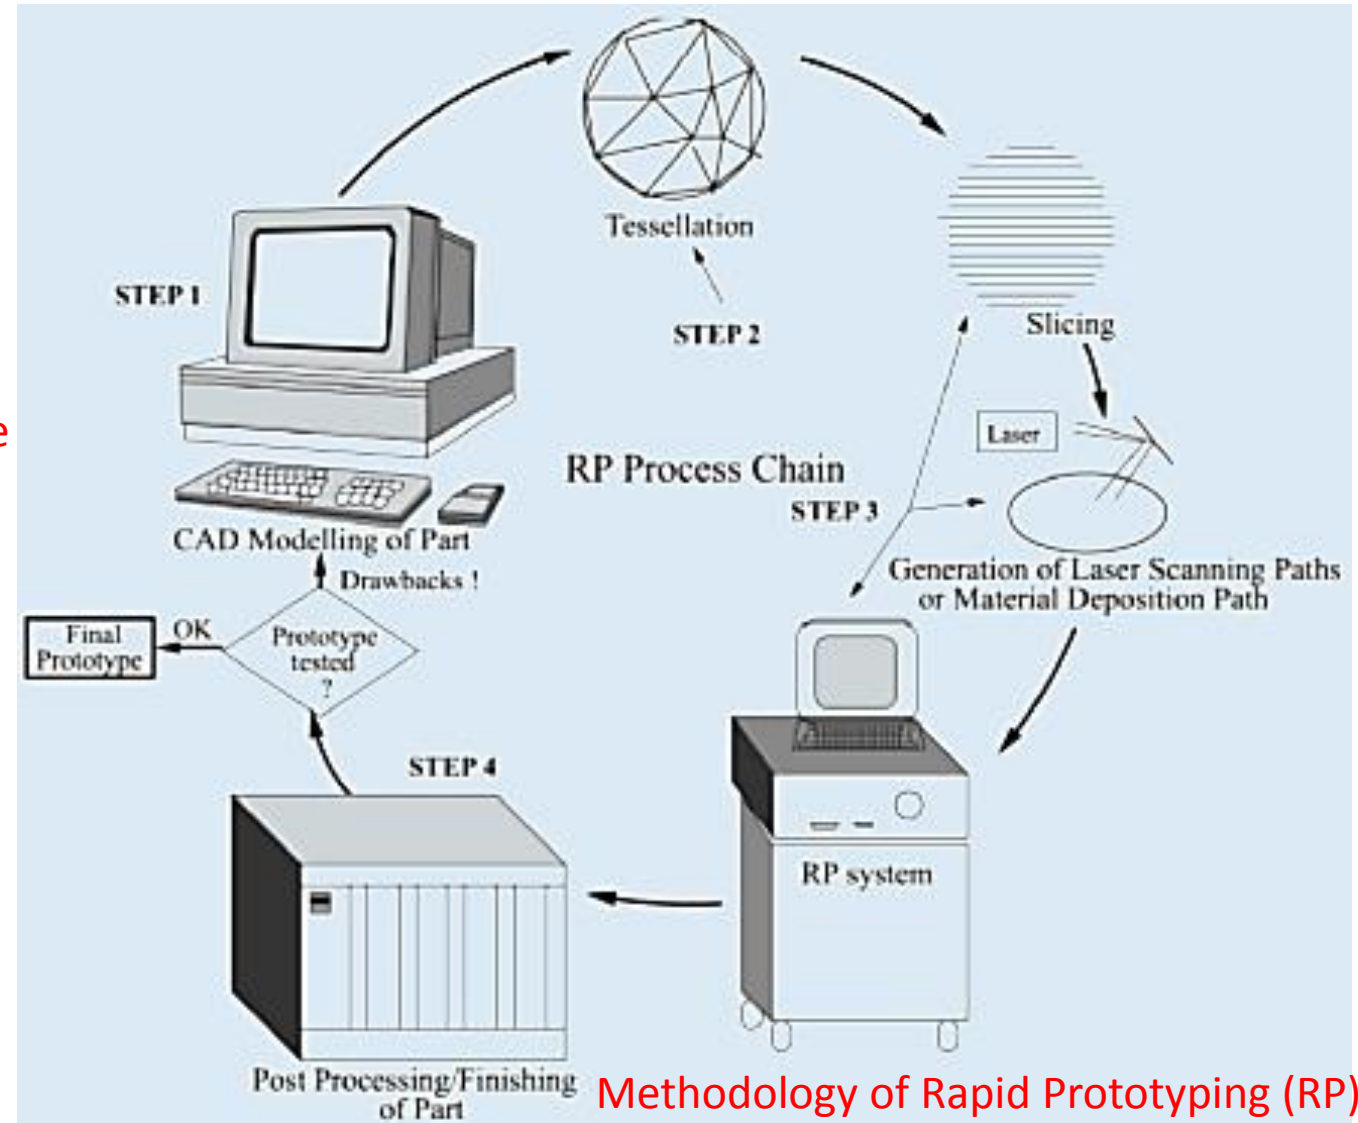 Tessellation
STEP 1
STEP 2
Slicing
Laser
e
RP Process Chain
STEP 3
CAD Modelling of Part
Drawbacks !
Generation of Laser Scanning Paths
or Material Deposition Path
Final
Prototype
OK
Prototype
tested
?
STEP 4
RP system
Post Processing/Finishing
of Part
Methodology of Rapid Prototyping (RP)